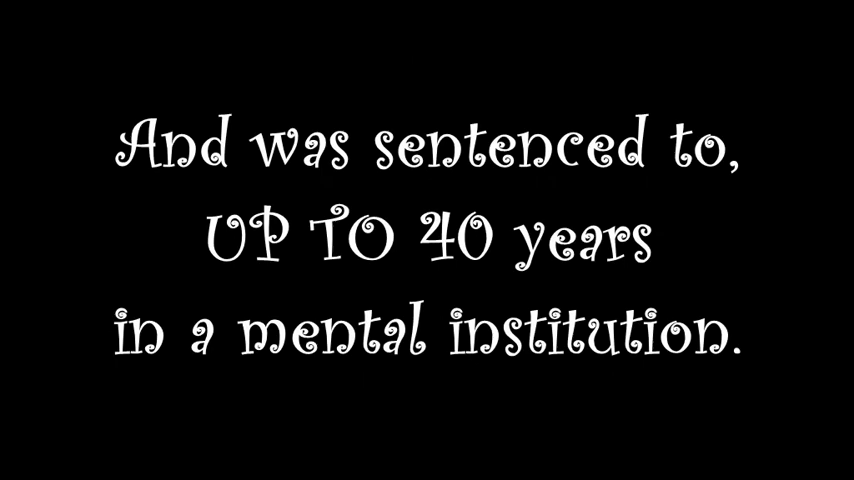 And was sentenced to,
UP TO 40 years
in a mental institution.